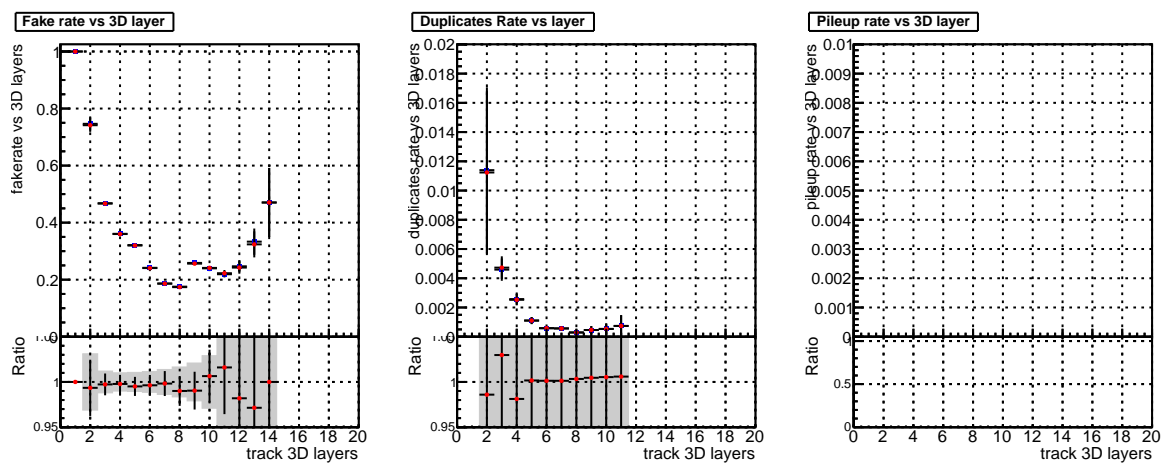 Fake rate vs 3D layer
fakerate vs 3D layers
1
0.8
0.6
0.4
0.2
0
Ratio
1
0.95
0 2 4 6 8 10 12 14 16 18 20
track 3D layers
Duplicates Rate vs layer
duplicates rate vs 3D layers
0.02
0.018
0.016
0.014
0.012
0.01
0.008
0.006
0.004
0.002
0
Ratio
1
0.95
0 2 4 6 8 10 12 14 16 18 20
track 3D layers
Pileup rate vs 3D layer
pileup rate vs 3D layers
0.01
0.009
0.008
0.007
0.006
0.005
0.004
0.003
0.002
0.001
0
Ratio
1
0.5
0
0 2 4 6 8 10 12 14 16 18 20
track 3D layers